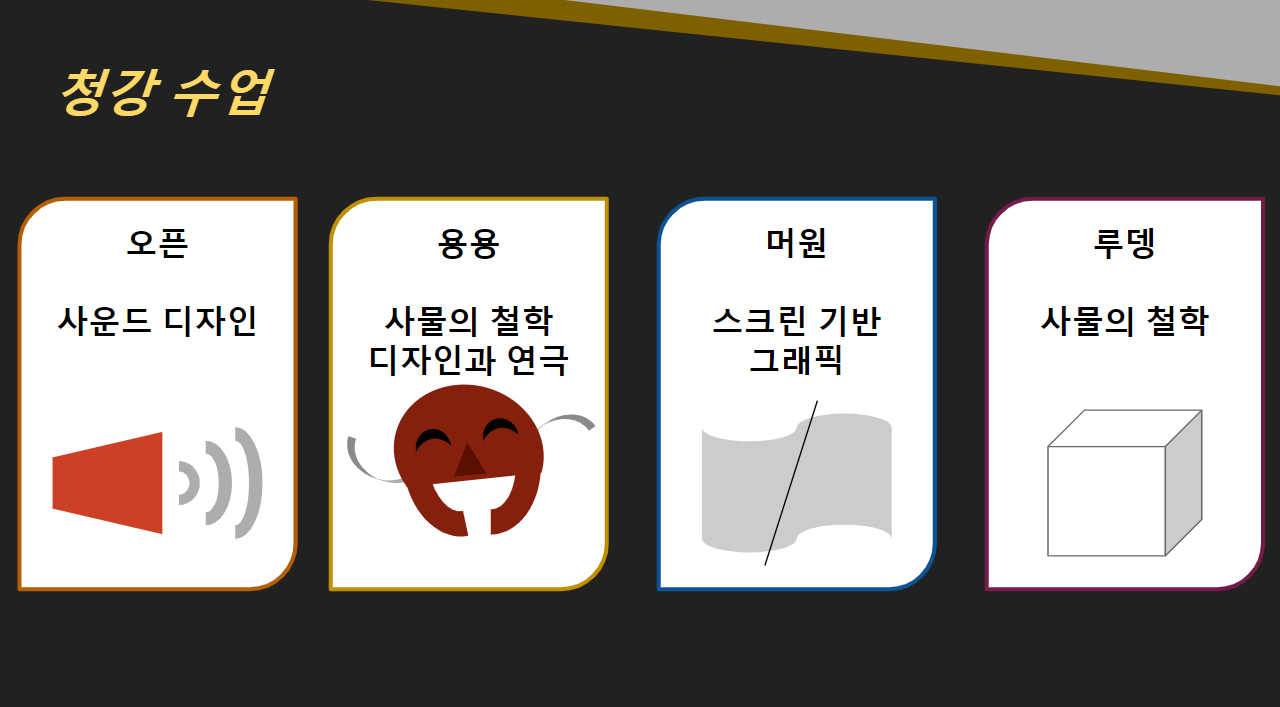 청강 수업
오픈
사운드 디자인
용용
사물의 철학
디자인과 연극
머원
스크린 기반
그래픽
루뎅
사물의 철학